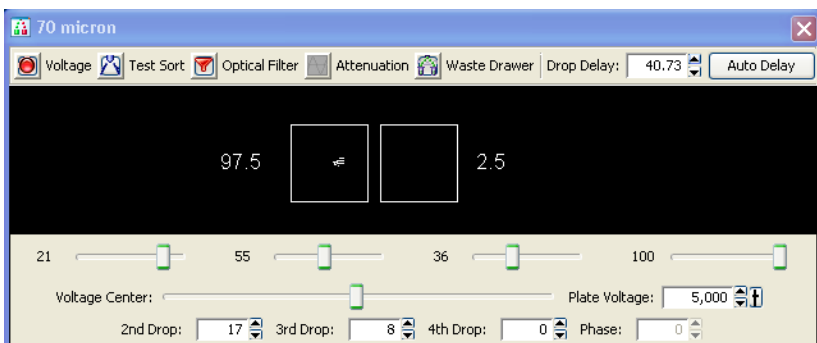 70 micron
Voltage Test Sort Optical Filter Attenuation Waste Drawer Drop Delay: 40.73 Auto Delay
97.5 2.5
21 55 36 100
Voltage Center: Plate Voltage: 5,000
2nd Drop: 17 3rd Drop: 8 4th Drop: 0 Phase: 0